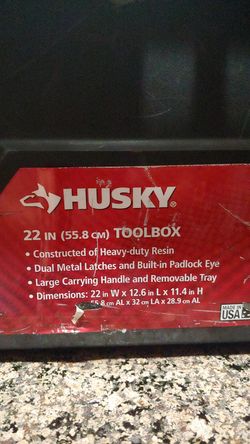 HUSKY®
22 IN (55.8 CM) TOOLBOX
• Constructed of Heavy-duty Resin
• Dual Metal Latches and Built-in Padlock Eye
• Large Carrying Handle and Removable Tray
• Dimensions: 22 in W x 12.6 in L x 11.4 in H
5.8 cm AL x 32 cm LA x 28.9 cm AL
MADE IN
USA